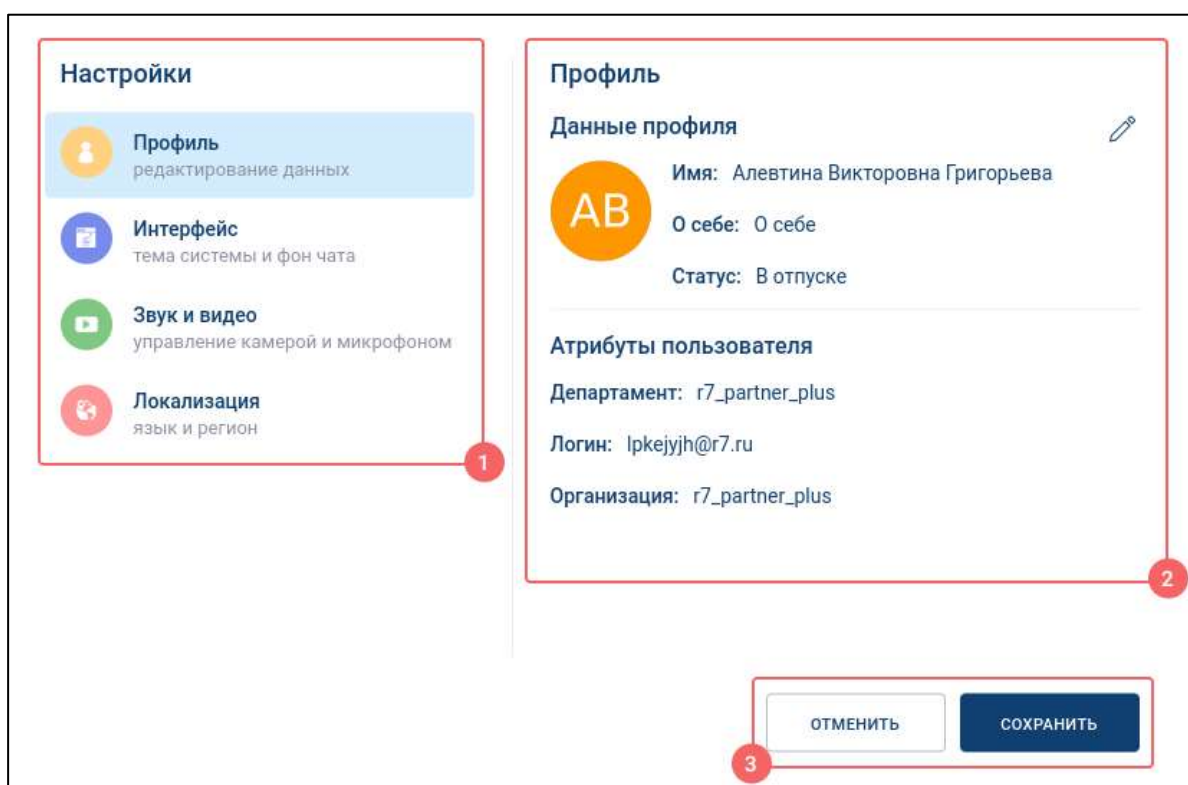 Настройки
Профиль
редактирование данных
Интерфейс
тема системы и фон чата
Звук и видео
управление камерой и микрофоном
Локализация
язык и регион
1
Профиль
Данные профиля
АВ
Имя: Алевтина Викторовна Григорьева
О себе: О себе
Статус: В отпуске
Атрибуты пользователя
Департамент: r7_partner_plus
Логин: lpkejyjh@r7.ru
Организация: r7_partner_plus
2
ОТМЕНИТЬ
СОХРАНИТЬ
3